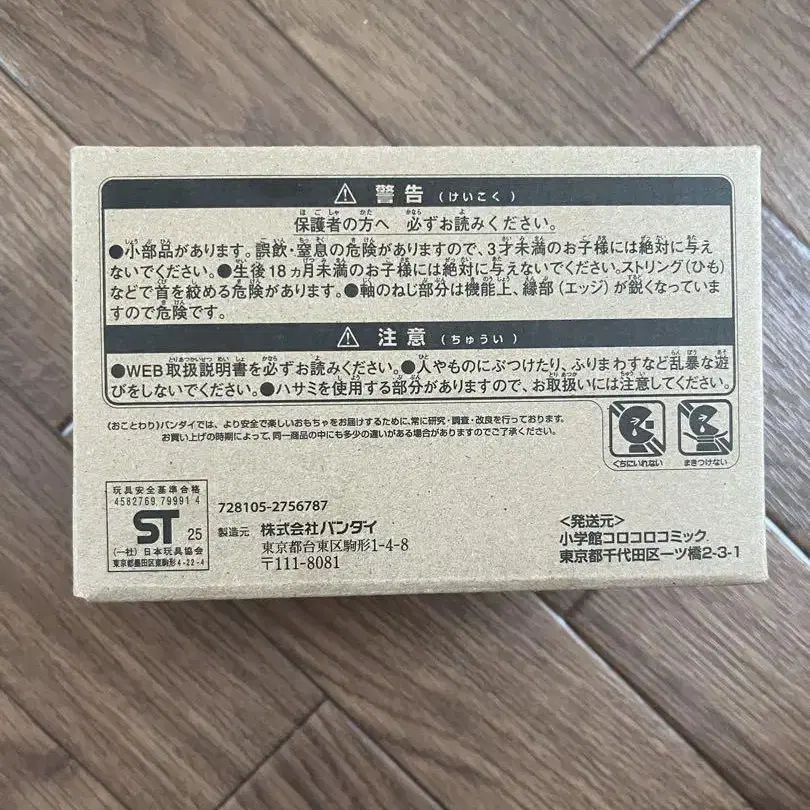 ⚠ 警告 (けいこく)
保護者の方へ 必ずお読みください。
●小部品があります。誤飲・窒息の危険がありますので、3才未満のお子様には絶対に与え
ないでください。●生後18ヵ月未満のお子様には絶対に与えないでください。ストリング(ひも)
などで首を絞める危険があります。●軸のねじ部分は機能上、縁部(エッジ)が鋭くなっていま
すので危険です。
⚠ 注意 (ちゅうい)
●WEB取扱説明書を必ずお読みください。●人やものにぶつけたり、ふりまわすなど乱暴な遊
びをしないでください。●ハサミを使用する部分がありますので、お取扱いには注意してください。
(おことわり)バンダイでは、より安全で楽しいおもちゃをお届けするために、常に研究・調査・改良を行っております。
お買い上げの時期によって、同一商品の中にも多少の違いがある場合がありますのでご了承ください。
くちにいれない
まきつけない
玩具安全基準合格
4582769 79991 4
ST 25
(一社)日本玩具協会
東京都墨田区東駒形4-22-4
728105-2756787
製造元 株式会社バンダイ
東京都台東区駒形1-4-8
〒111-8081
<発送元>
小学館コロコロコミック
東京都千代田区一ツ橋2-3-1